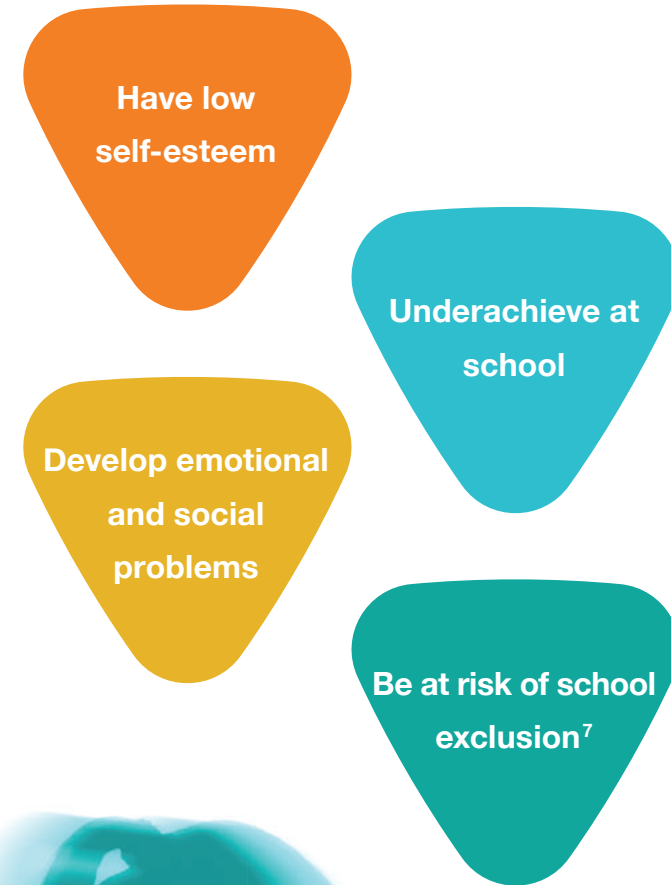 Have low
self-esteem
Underachieve at
school
Develop emotional
and social
problems
Be at risk of school
exclusion⁷